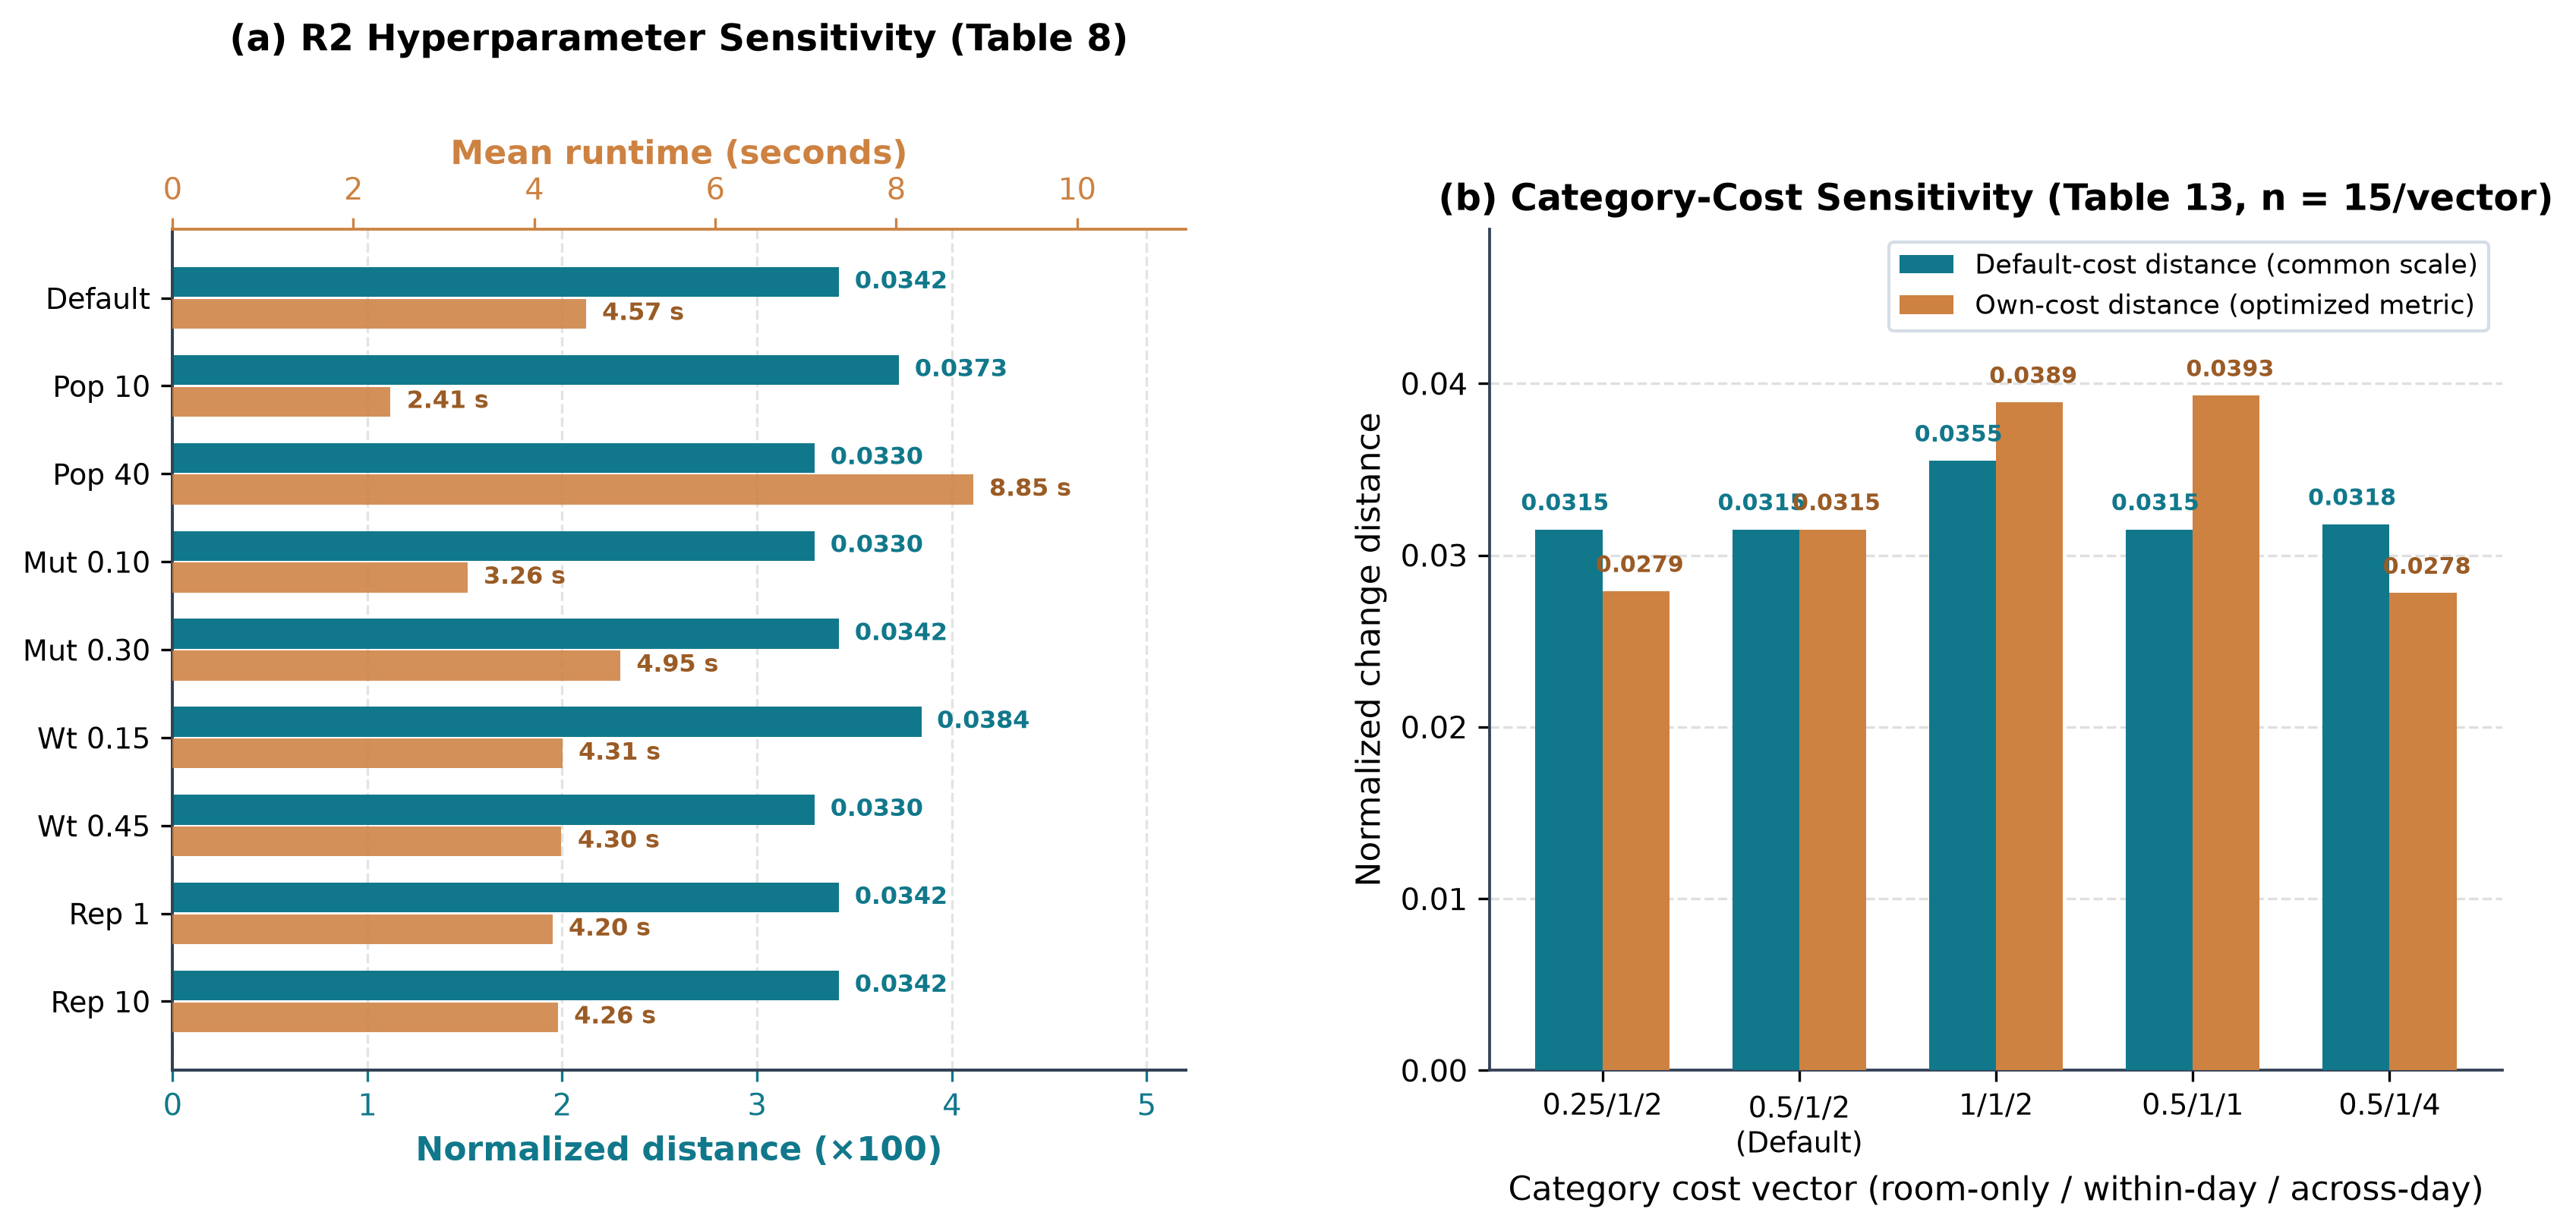 (a) R2 Hyperparameter Sensitivity (Table 8)
Mean runtime (seconds)
0 2 4 6 8 10
Default
0.0342
4.57 s
Pop 10
0.0373
2.41 s
Pop 40
0.0330
8.85 s
Mut 0.10
0.0330
3.26 s
Mut 0.30
0.0342
4.95 s
Wt 0.15
0.0384
4.31 s
Wt 0.45
0.0330
4.30 s
Rep 1
0.0342
4.20 s
Rep 10
0.0342
4.26 s
0 1 2 3 4 5
Normalized distance (×100)
(b) Category-Cost Sensitivity (Table 13, n = 15/vector)
Default-cost distance (common scale)
Own-cost distance (optimized metric)
Normalized change distance
0.04
0.03
0.02
0.01
0.00
0.0315
0.0279
0.0315
0.0315
0.0355
0.0389
0.0315
0.0393
0.0318
0.0278
0.25/1/2
0.5/1/2
(Default)
1/1/2
0.5/1/1
0.5/1/4
Category cost vector (room-only / within-day / across-day)